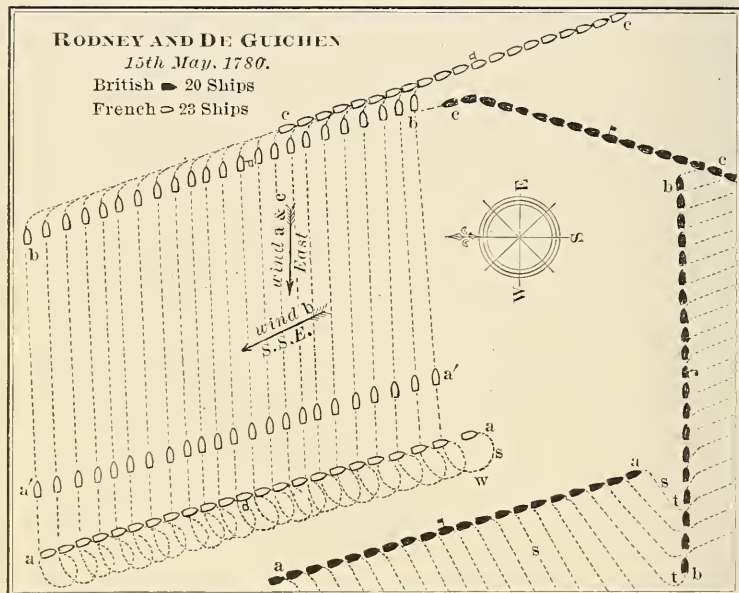 RODNEY AND DE GUICHEN
15th May, 1780.
British 20 Ships
French 23 Ships
c
c
b
c
c
b
b
wind a & c
East
wind b
S.S.E.
E
S
W
a'
a'
a
s
w
a
s
t
a
a
s
t
b